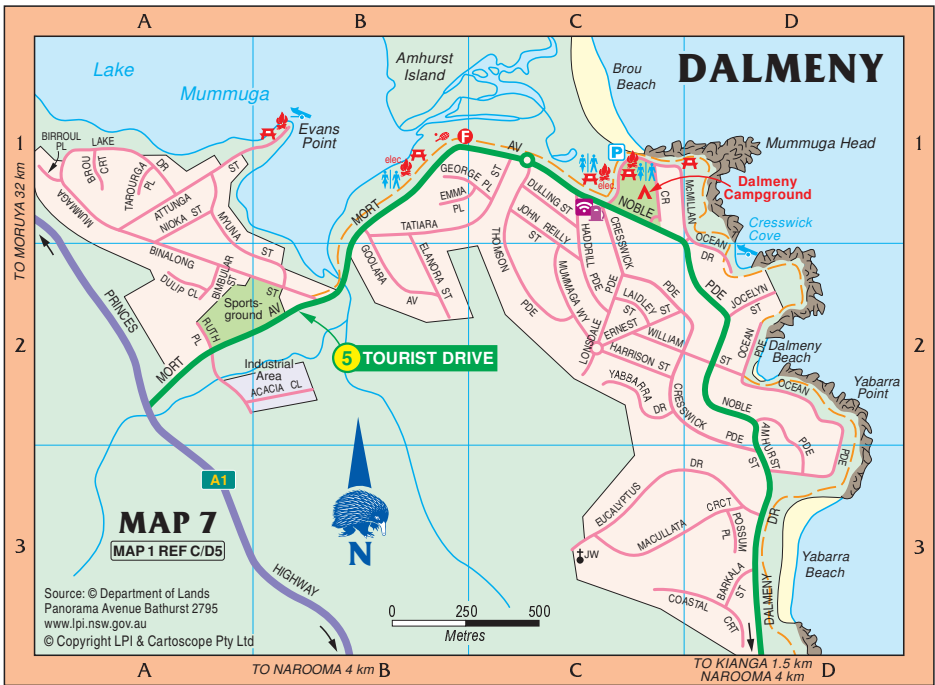 A
B
C
D
DALMENY
1
2
3
Lake
Mummuga
Amhurst
Island
Brou
Beach
Evans
Point
Mummuga Head
Dalmeny
Campground
Cresswick
Cove
Dalmeny
Beach
Yabarra
Point
Yabarra
Beach
TO MORUYA 32 km
BIRROUL
PL
LAKE
BROU
CRT
TAROURGA
PL
DR
ST
MUMMAGA
ATTUNGA
NIOKA ST
MYUNA
ST
BINALONG
ST
DULIP CL
BIMBULAR
ST
Sports-
ground
RUTH
PL
MORT
AV
PRINCES
Industrial
Area
ACACIA CL
5 TOURIST DRIVE
MORT
AV
elec.
F
GEORGE PL
EMMA
PL
ST
TATIARA
GOOLARA
AV
ELANORA ST
THOMSON
PDE
P
elec.
DULLING ST
JOHN REILLY
ST
HADDRILL
PDE
MUMMAGA WY
CRESSWICK
PDE
NOBLE
PDE
CR
McMILLAN
OCEAN
DR
JOCELYN
ST
OCEAN
PDE
LAIDLEY
ST
LONSDALE
PDE
ERNEST
WILLIAM
ST
HARRISON ST
YABBARRA
DR
CRESSWICK
PDE
NOBLE
OCEAN
PDE
AMHURST
ST
PDE
EUCALYPTUS
DR
MACULLATA
CRCT
POSSUM
PL
BARKALA
ST
COASTAL
CRT
DALMENY
DR
JW
A1
HIGHWAY
N
MAP 7
MAP 1 REF C/D5
Source: © Department of Lands
Panorama Avenue Bathurst 2795
www.lpi.nsw.gov.au
© Copyright LPI & Cartoscope Pty Ltd
0 250 500
Metres
1
2
3
A
TO NAROOMA 4 km
B
C
TO KIANGA 1.5 km
NAROOMA 4 km
D